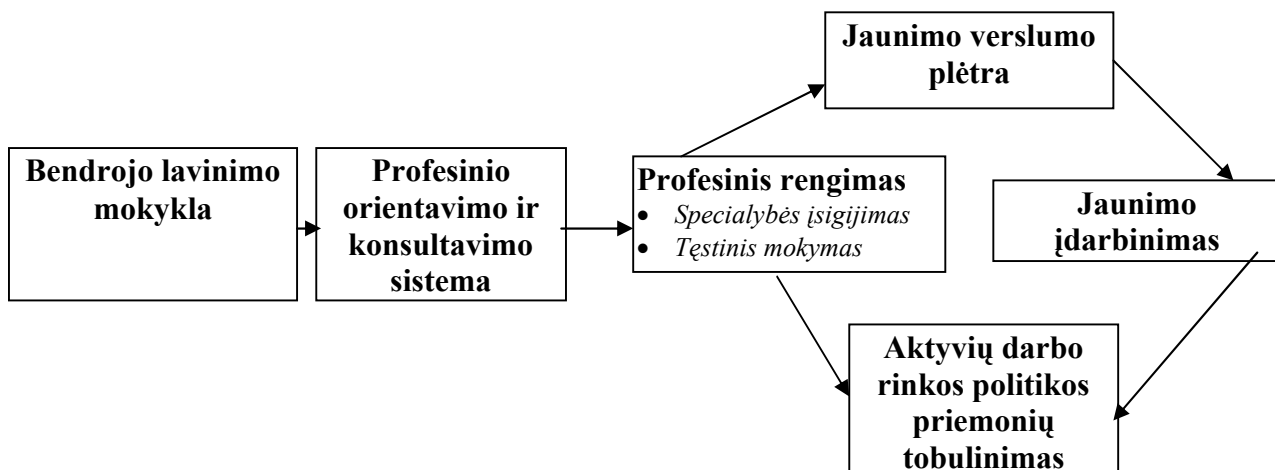 Jaunimo verslumo
plėtra
Bendrojo lavinimo
mokykla
Profesinio
orientavimo ir
konsultavimo
sistema
Profesinis rengimas
• Specialybės įsigijimas
• Tęstinis mokymas
Jaunimo
įdarbinimas
Aktyvių darbo
rinkos politikos
priemonių
tobulinimas